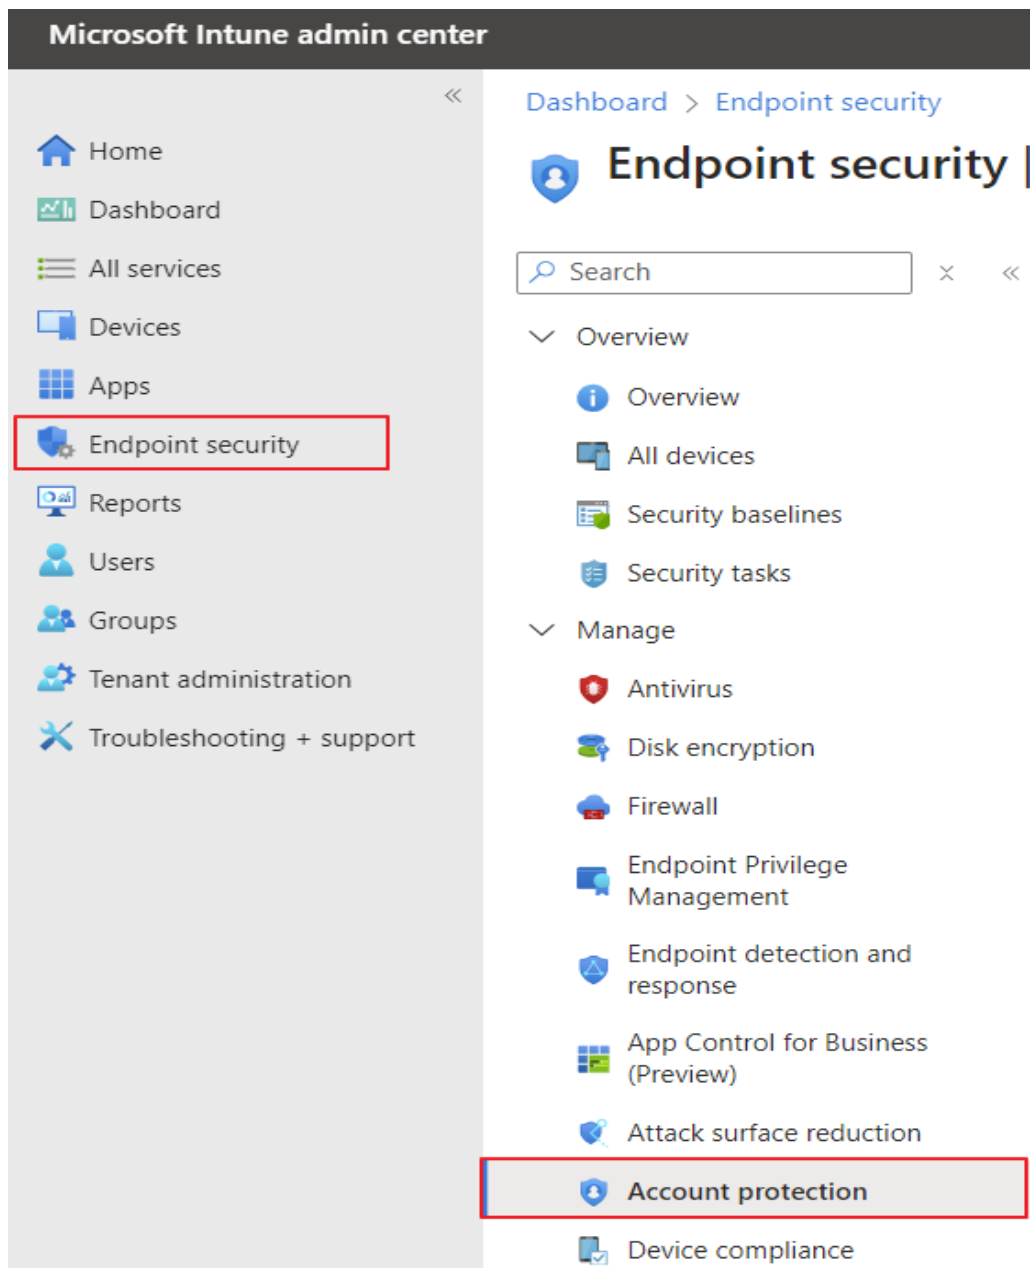 Microsoft Intune admin center
Home
Dashboard
All services
Devices
Apps
Endpoint security
Reports
Users
Groups
Tenant administration
Troubleshooting + support
Dashboard > Endpoint security
Endpoint security |
Search
Overview
Overview
All devices
Security baselines
Security tasks
Manage
Antivirus
Disk encryption
Firewall
Endpoint Privilege
Management
Endpoint detection and
response
App Control for Business
(Preview)
Attack surface reduction
Account protection
Device compliance